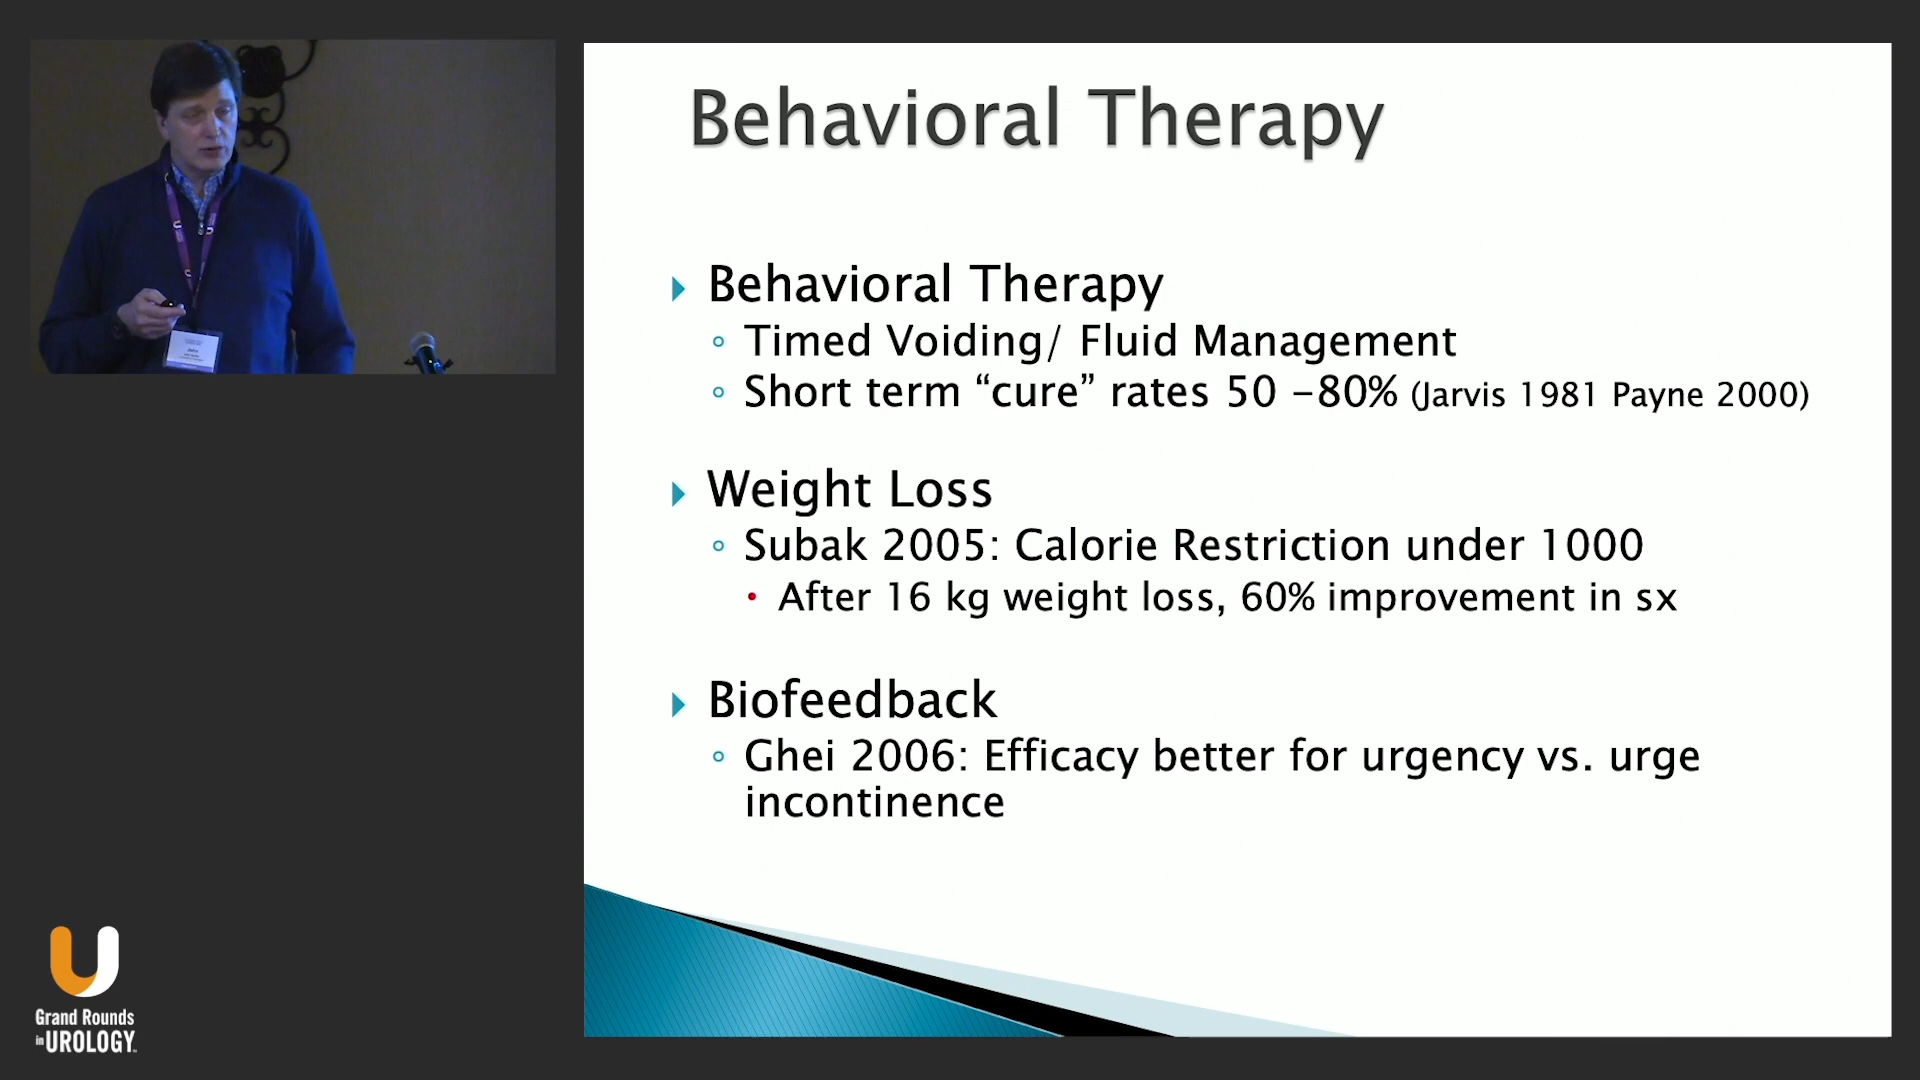 Behavioral Therapy
Behavioral Therapy
Timed Voiding/ Fluid Management
Short term “cure” rates 50 -80% (Jarvis 1981 Payne 2000)
Weight Loss
Subak 2005: Calorie Restriction under 1000
After 16 kg weight loss, 60% improvement in sx
Biofeedback
Ghei 2006: Efficacy better for urgency vs. urge
incontinence
Grand Rounds
in UROLOGY